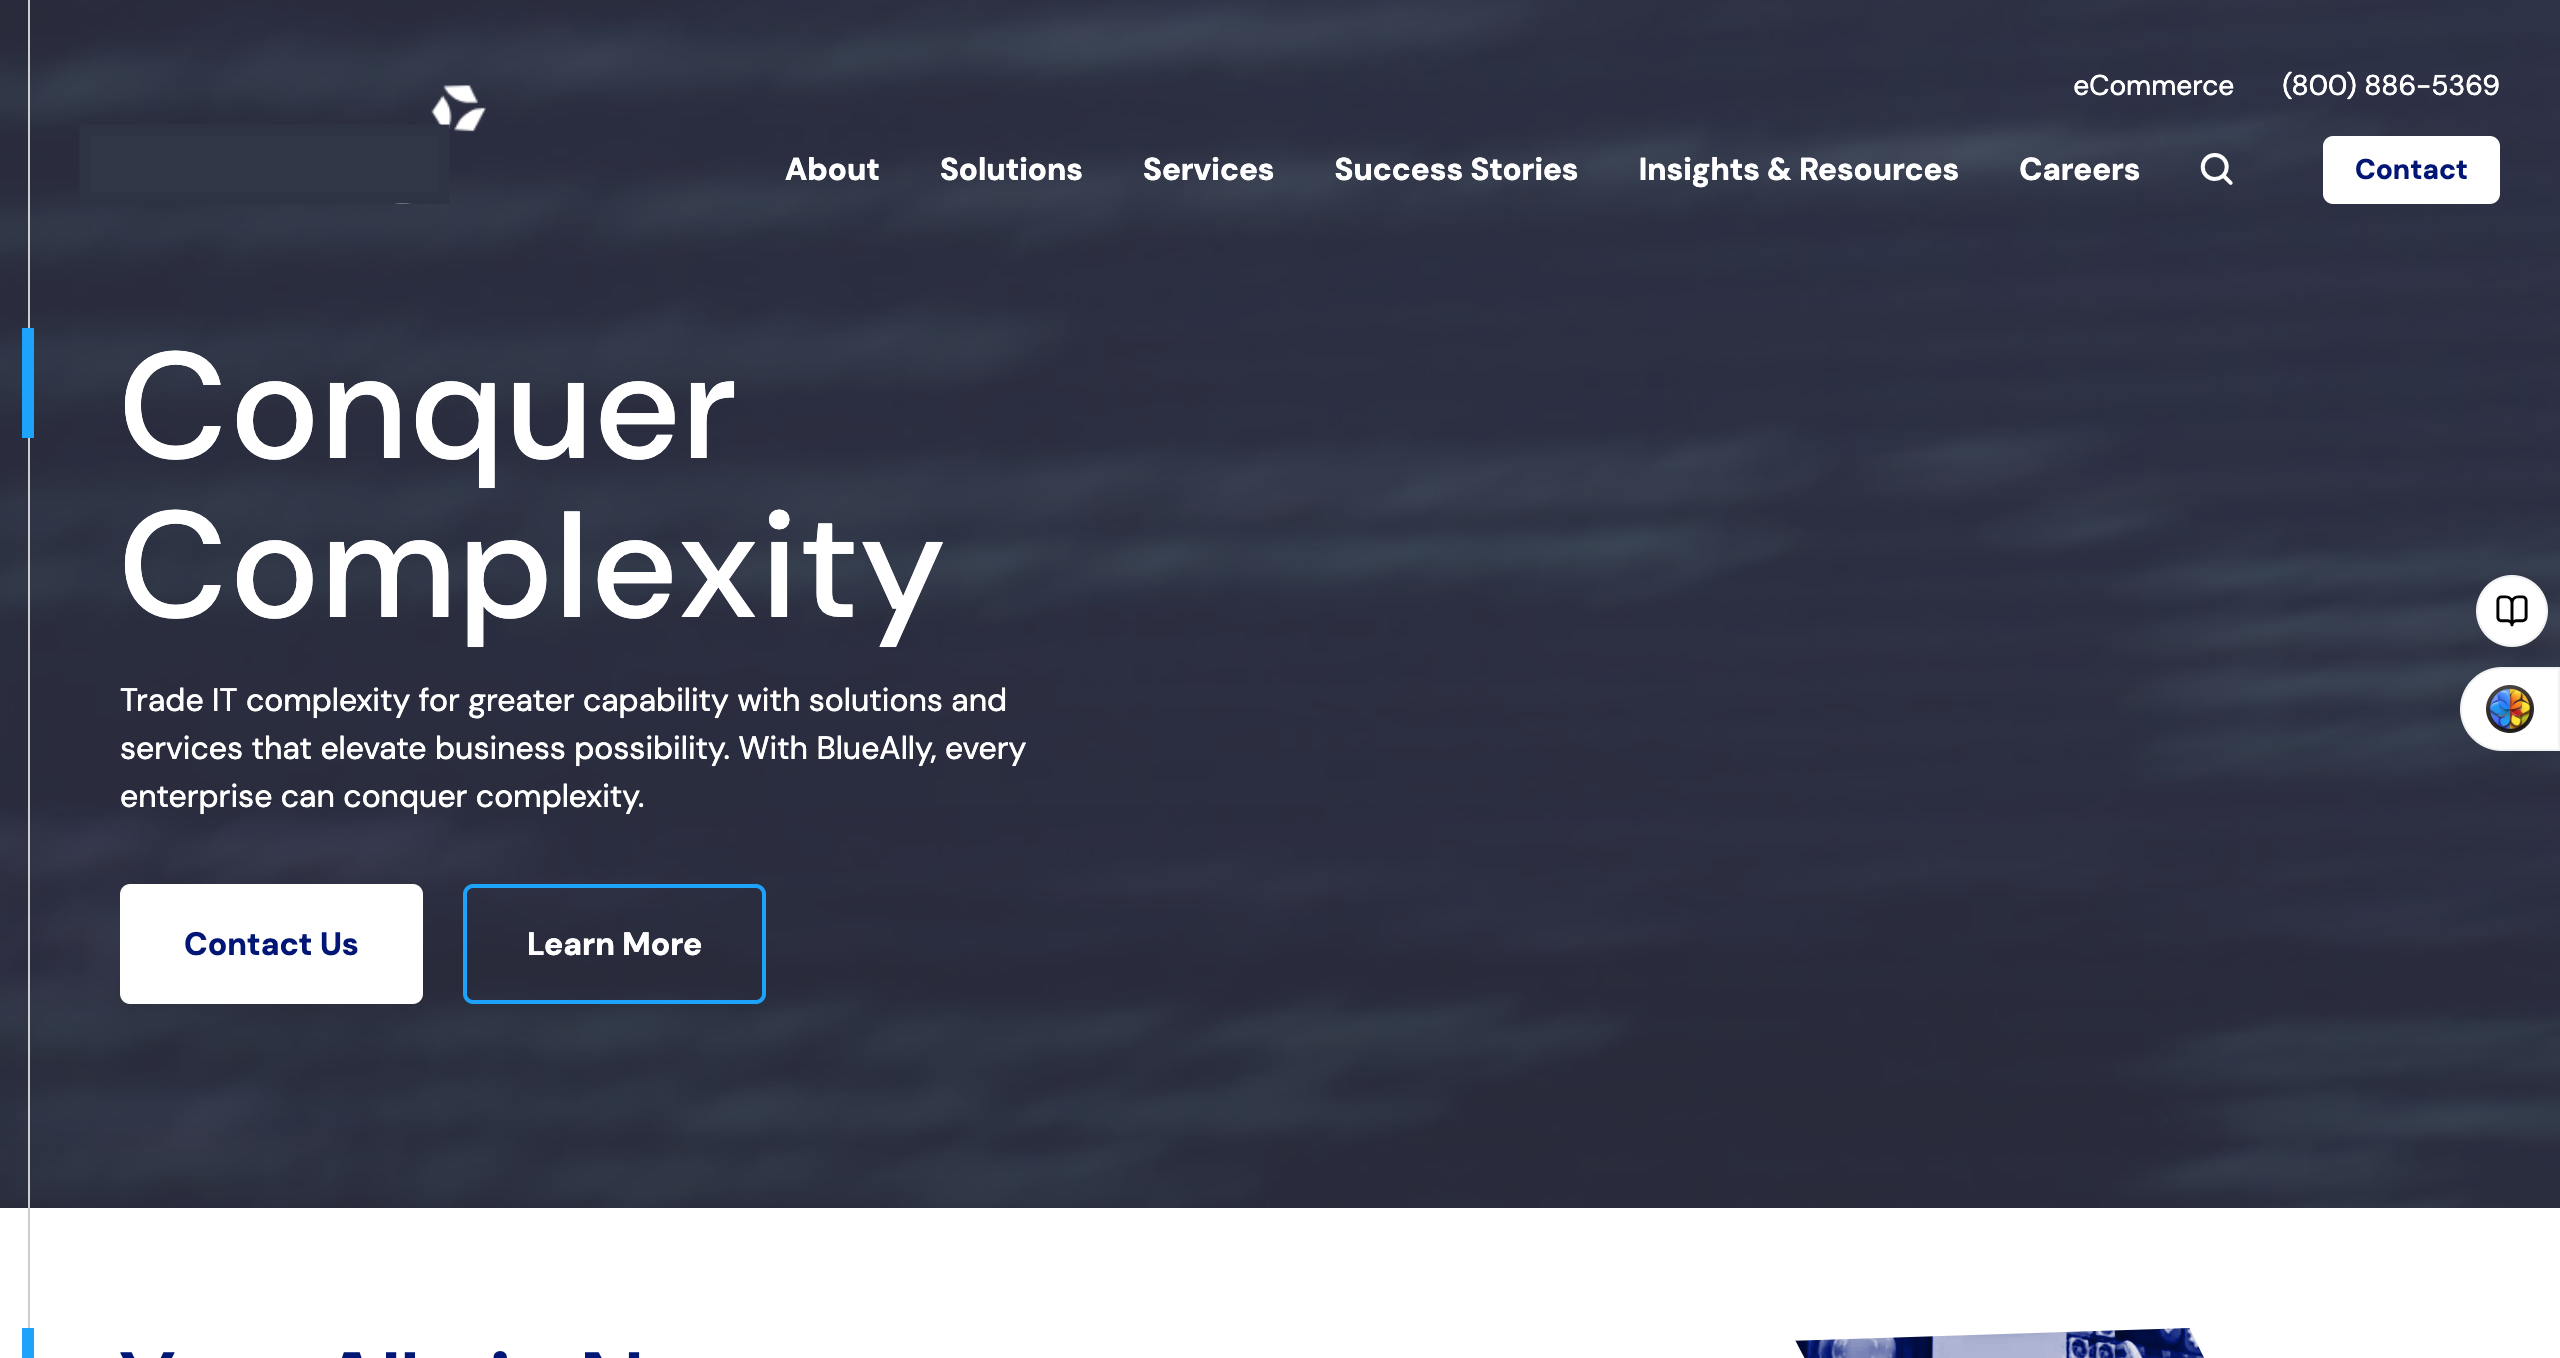 eCommerce (800) 886-5369
About Solutions Services Success Stories Insights & Resources Careers Contact
Conquer
Complexity
Trade IT complexity for greater capability with solutions and
services that elevate business possibility. With BlueAlly, every
enterprise can conquer complexity.
Contact Us Learn More